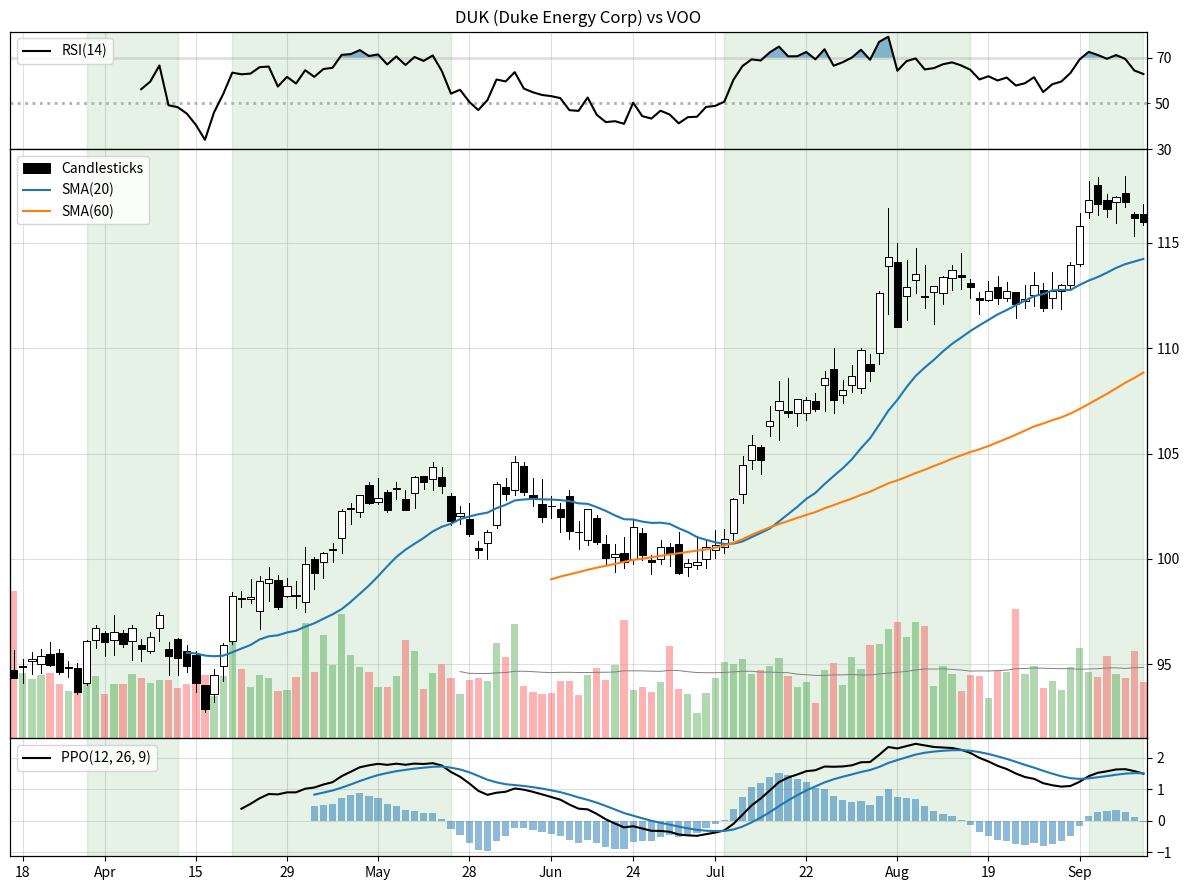 DUK (Duke Energy Corp) vs VOO
RSI(14)
70
50
30
Candlesticks
SMA(20)
SMA(60)
115
110
105
100
95
PPO(12, 26, 9)
2
1
0
−1
18 Apr 15 29 May 28 Jun 24 Jul 22 Aug 19 Sep